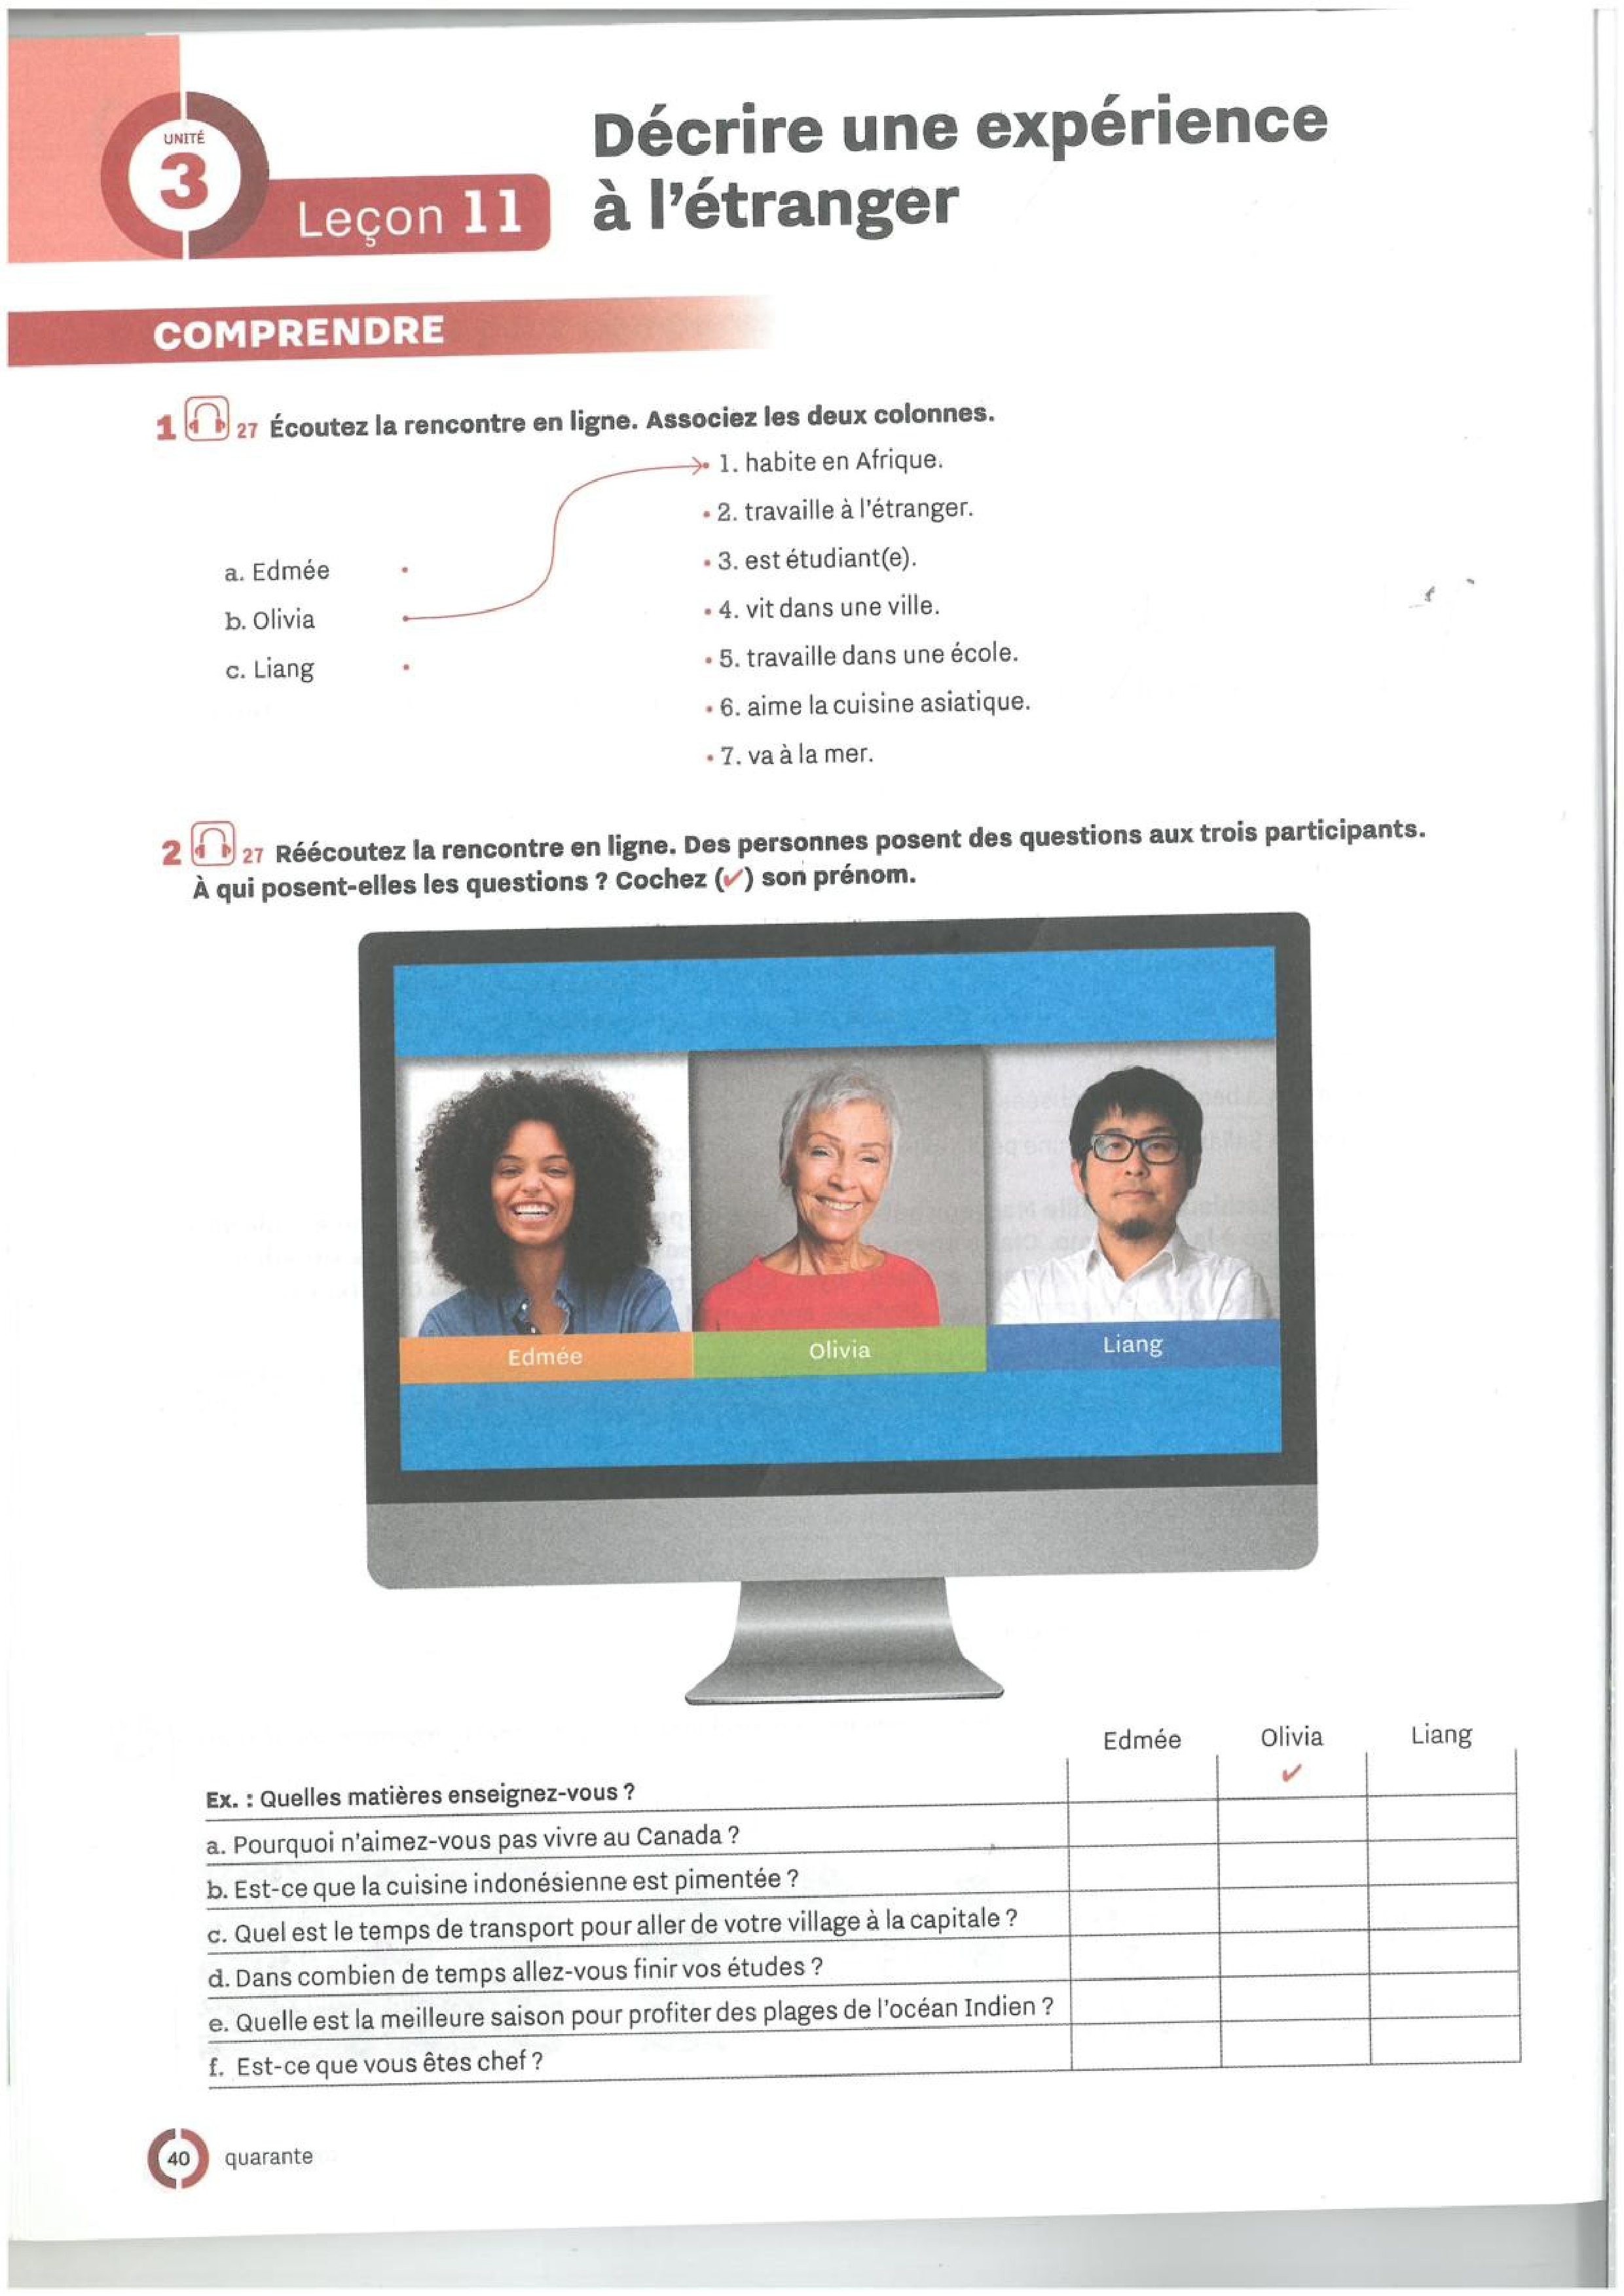 UNITÉ
3
Leçon 11
Décrire une expérience
à l'étranger
COMPRENDRE
1 27 Écoutez la rencontre en ligne. Associez les deux colonnes.
a. Edmée
b. Olivia
c. Liang
1. habite en Afrique.
2. travaille à l'étranger.
3. est étudiant(e).
4. vit dans une ville.
5. travaille dans une école.
6. aime la cuisine asiatique.
7. va à la mer.
2 27 Réécoutez la rencontre en ligne. Des personnes posent des questions aux trois participants.
À qui posent-elles les questions ? Cochez (✓) son prénom.
Edmée
Olivia
Liang
Edmée Olivia Liang
Ex. : Quelles matières enseignez-vous ? ✓
a. Pourquoi n'aimez-vous pas vivre au Canada ?
b. Est-ce que la cuisine indonésienne est pimentée ?
c. Quel est le temps de transport pour aller de votre village à la capitale ?
d. Dans combien de temps allez-vous finir vos études ?
e. Quelle est la meilleure saison pour profiter des plages de l'océan Indien ?
f. Est-ce que vous êtes chef ?
40 quarante